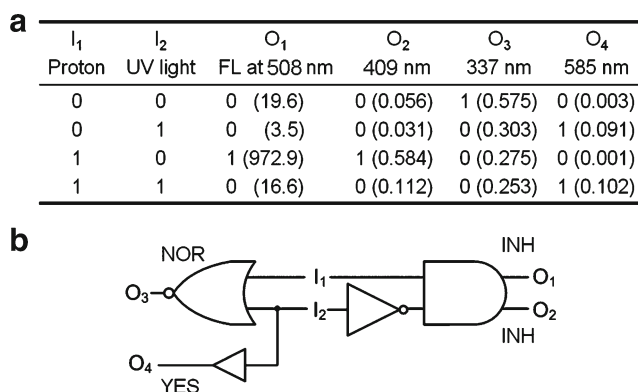 a
I₁ I₂ O₁ O₂ O₃ O₄
Proton UV light FL at 508 nm 409 nm 337 nm 585 nm
0 0 0 (19.6) 0 (0.056) 1 (0.575) 0 (0.003)
0 1 0 (3.5) 0 (0.031) 0 (0.303) 1 (0.091)
1 0 1 (972.9) 1 (0.584) 0 (0.275) 0 (0.001)
1 1 0 (16.6) 0 (0.112) 0 (0.253) 1 (0.102)
b
NOR INH
I₁ O₁
O₃ I₂ O₂
O₄ INH
YES